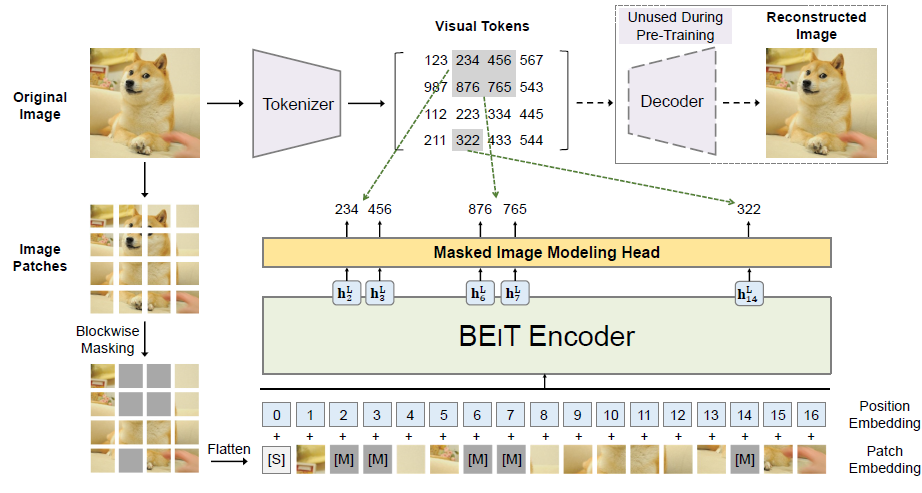 Visual Tokens
Unused During
Pre-Training
Reconstructed
Image
Original
Image
Tokenizer
123 234 456 567
987 876 765 543
112 223 334 445
211 322 433 544
Decoder
234 456 876 765 322
Image
Patches
Masked Image Modeling Head
h₂ᴸ h₃ᴸ h₆ᴸ h₇ᴸ h₁₄ᴸ
Blockwise
Masking
BEIT Encoder
0 1 2 3 4 5 6 7 8 9 10 11 12 13 14 15 16
Position
Embedding
+ + + + + + + + + + + + + + + + +
Flatten
[S] [M] [M] [M] [M] [M]
Patch
Embedding